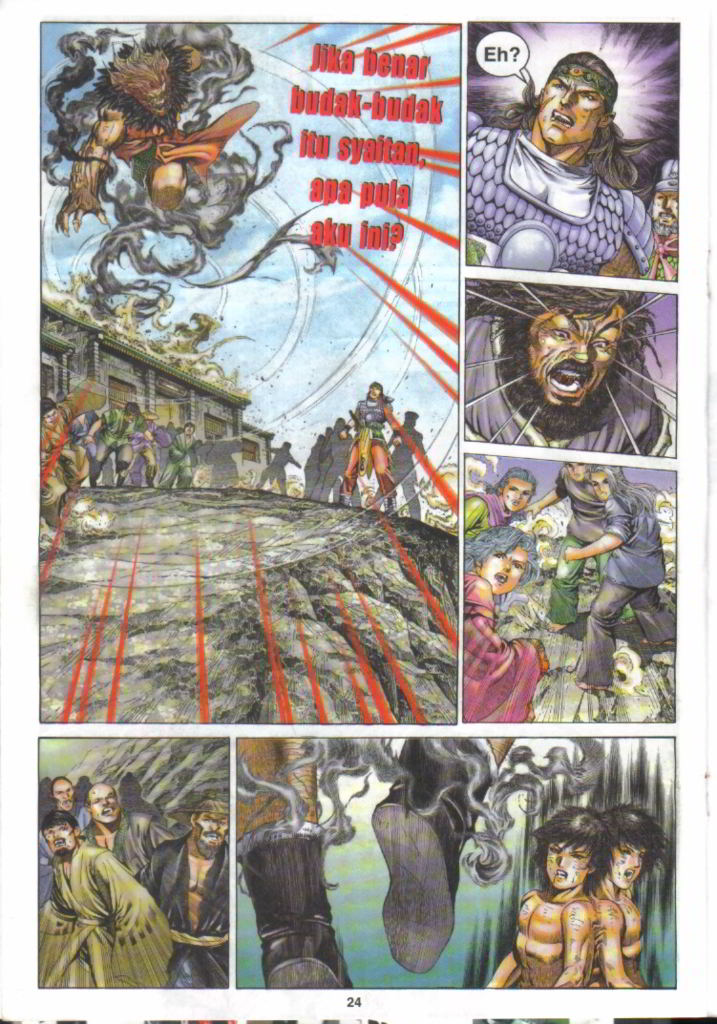 Jika benar
budak-budak
itu syaitan,
apa pula
aku ini?
Eh?
24